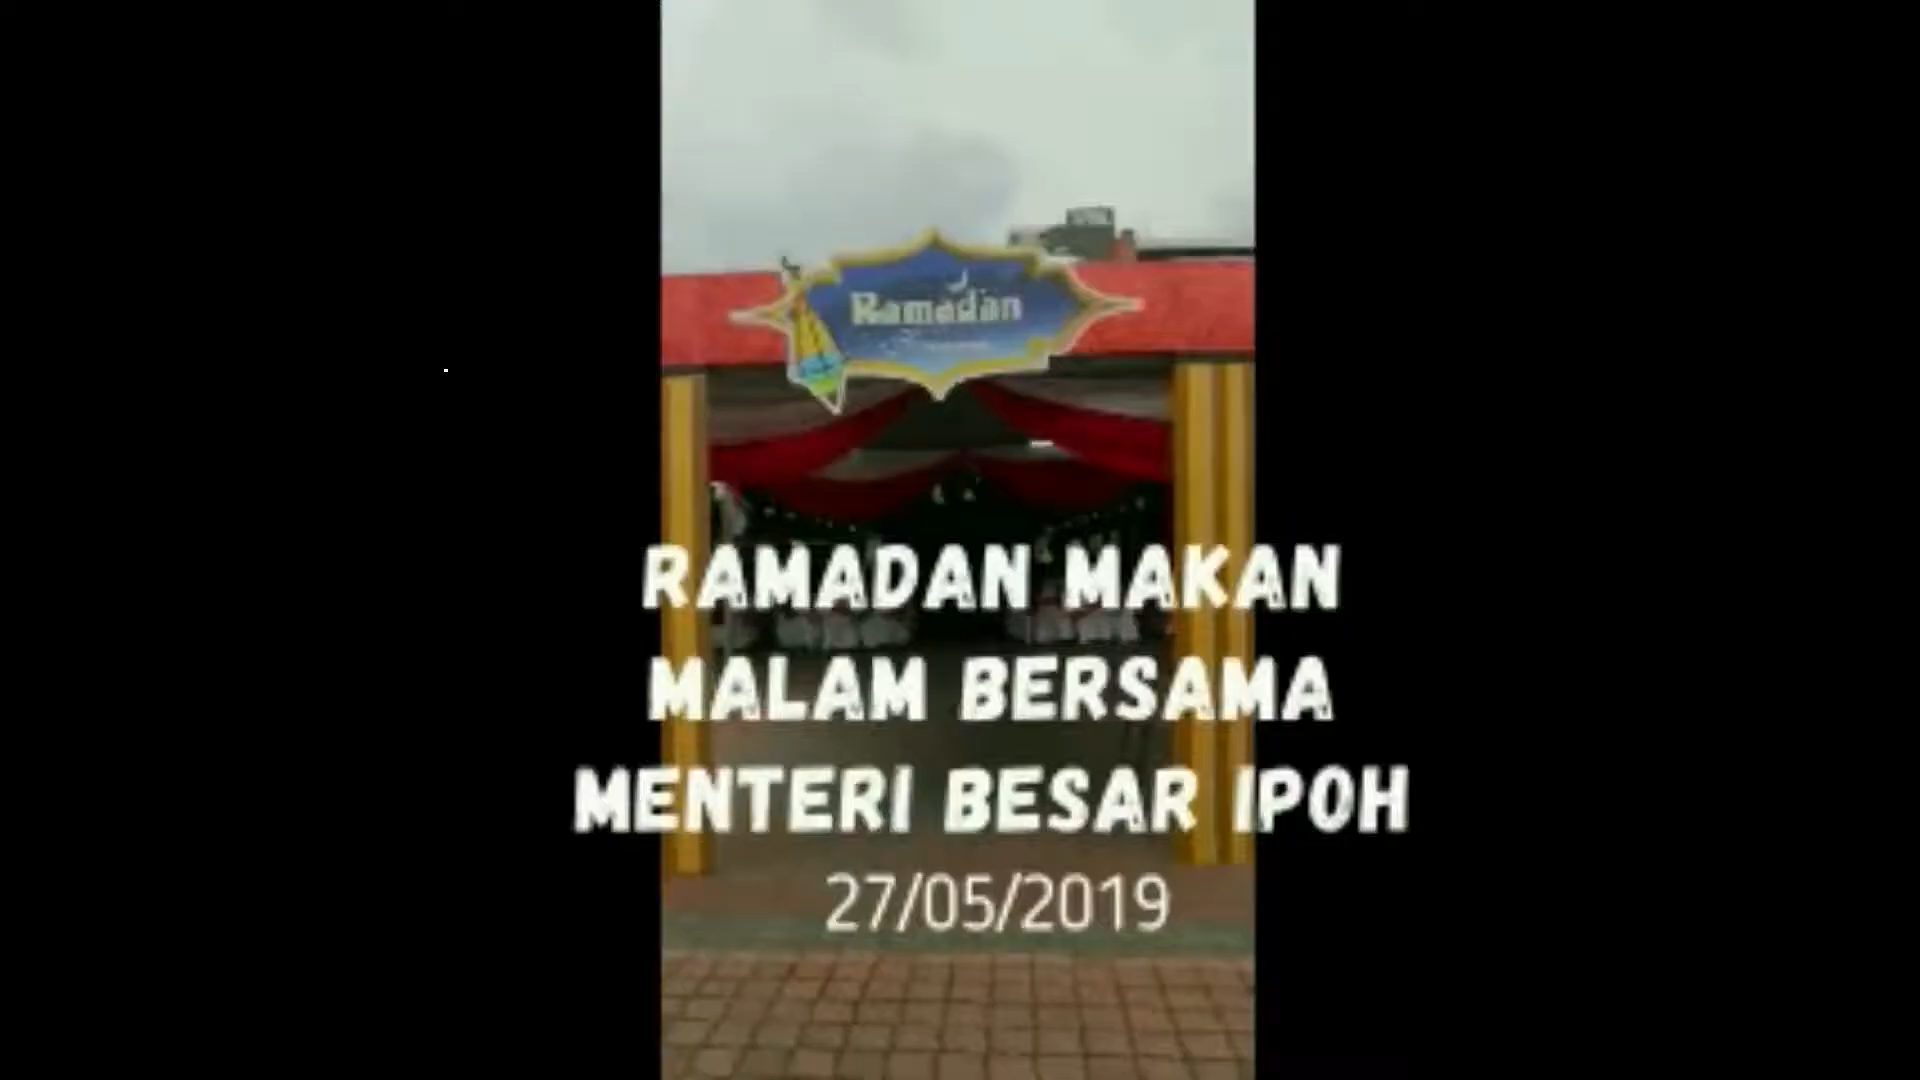 Ramadan
RAMADAN MAKAN
MALAM BERSAMA
MENTERI BESAR IPOH
27/05/2019